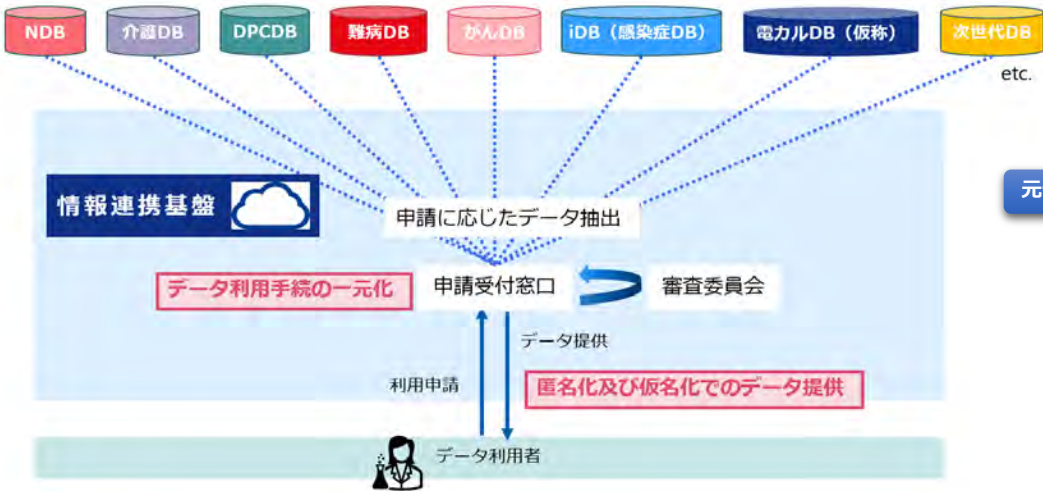 NDB
介護DB
DPCDB
難病DB
がんDB
iDB（感染症DB）
電カルDB（仮称）
次世代DB
etc.
情報連携基盤
元
申請に応じたデータ抽出
データ利用手続の一元化
申請受付窓口
審査委員会
データ提供
利用申請
匿名化及び仮名化でのデータ提供
データ利用者